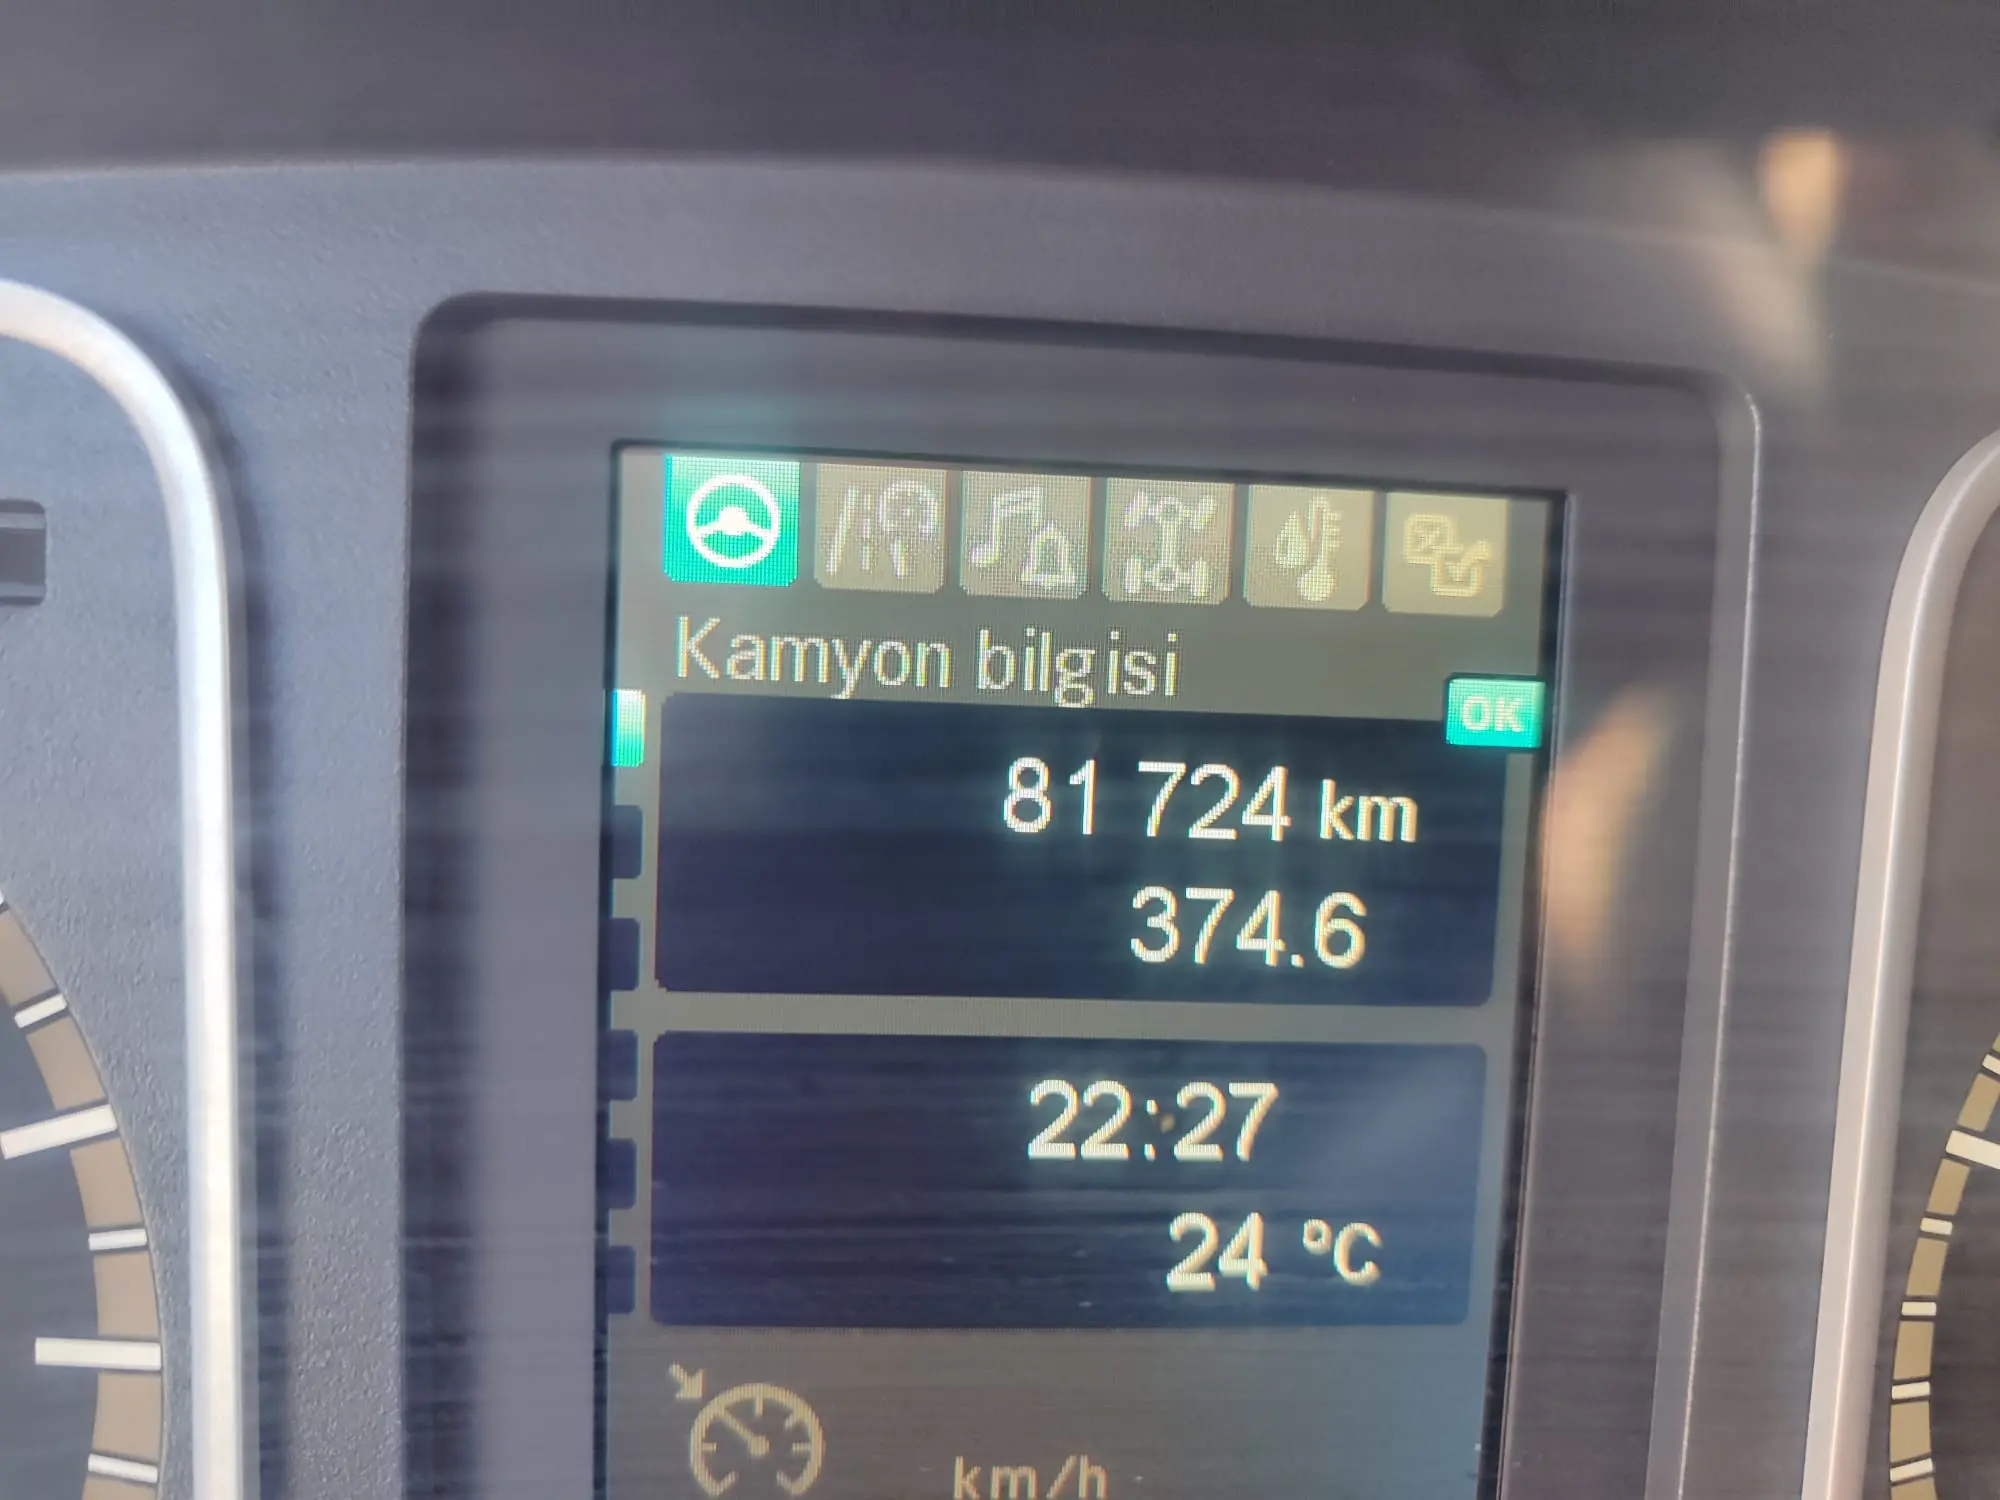 Kamyon bilgisi
OK
81 724 km
374.6
22:27
24 °C
km/h